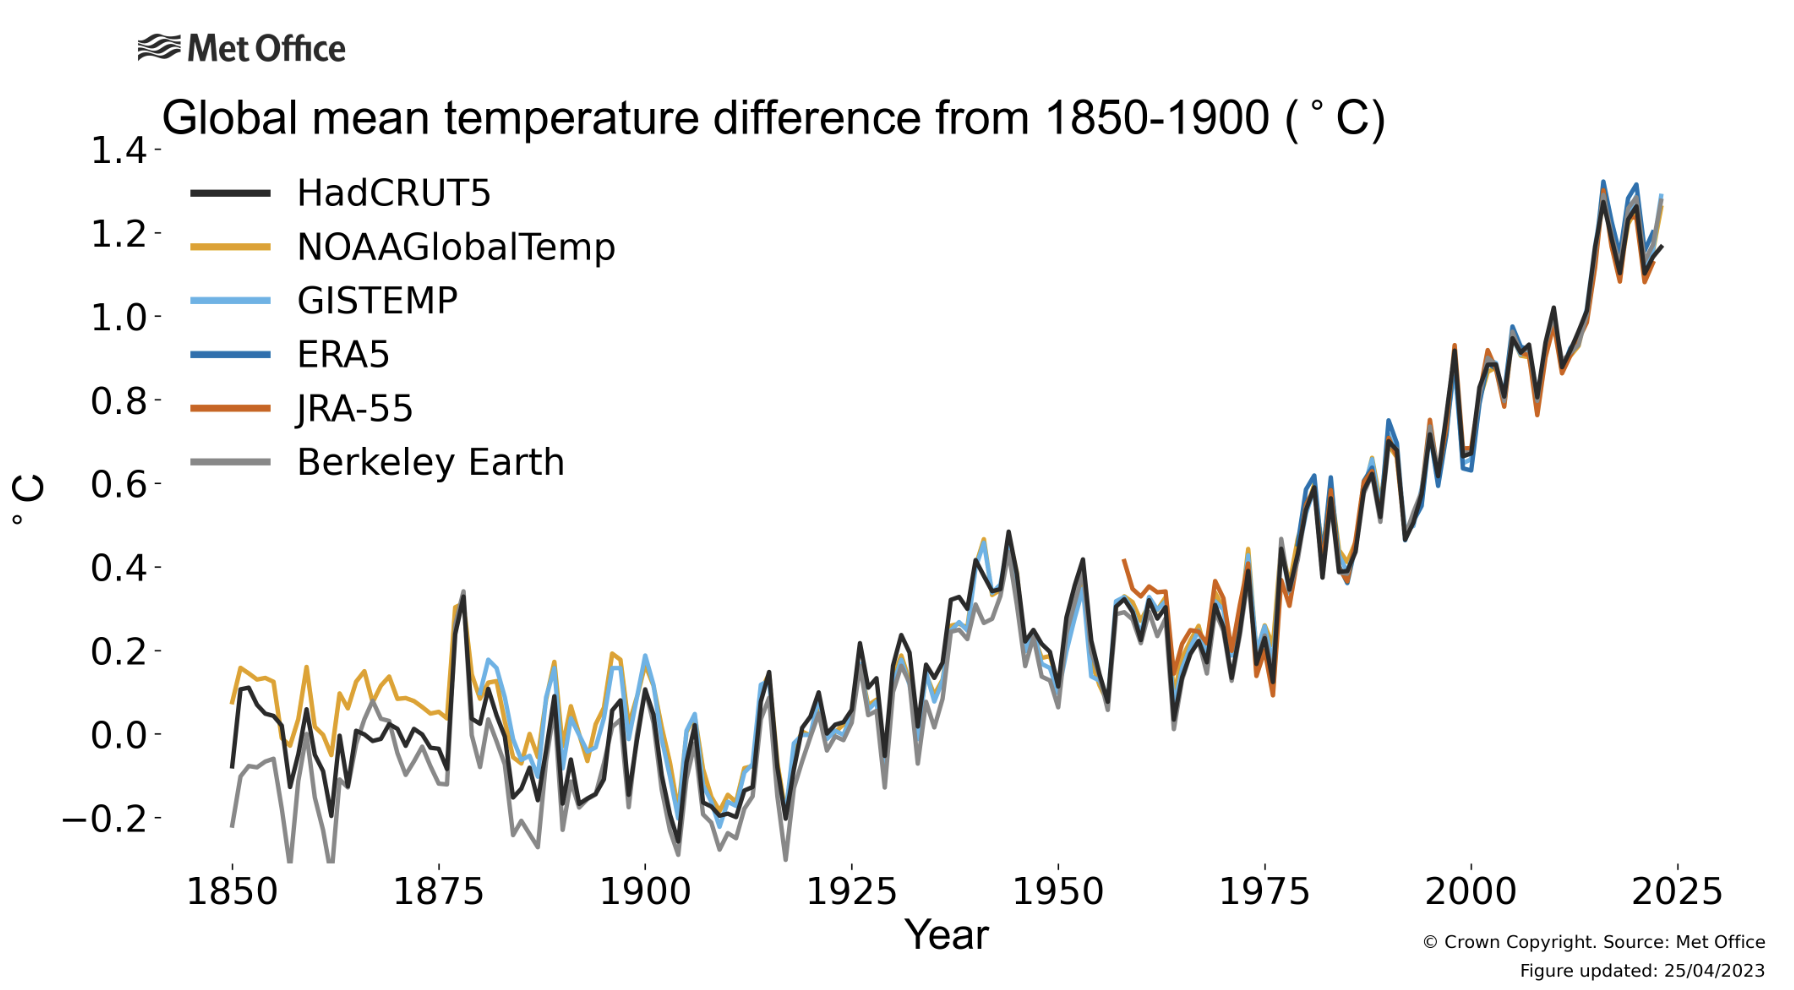 Met Office
Global mean temperature difference from 1850-1900 (°C)
1.4
1.2
1.0
0.8
0.6
0.4
0.2
0.0
−0.2
°C
HadCRUT5
NOAAGlobalTemp
GISTEMP
ERA5
JRA-55
Berkeley Earth
1850 1875 1900 1925 1950 1975 2000 2025
Year
© Crown Copyright. Source: Met Office
Figure updated: 25/04/2023